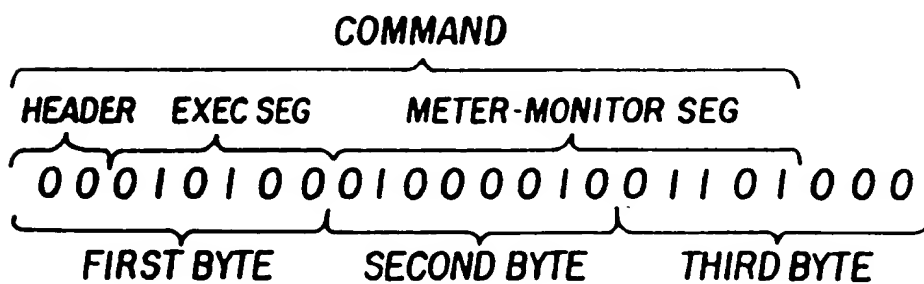 COMMAND
HEADER EXEC SEG METER-MONITOR SEG
0 0 0 1 0 1 0 0 0 1 0 0 0 0 1 0 0 1 1 0 1 0 0 0
FIRST BYTE SECOND BYTE THIRD BYTE